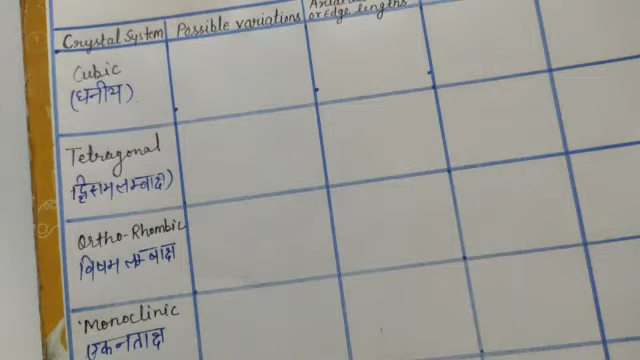 Crystal System Possible variations
or edge lengths
Cubic
(घनीय)
Tetragonal
द्विसमलम्बाक्ष)
Ortho-Rhombic
विषमलम्बाक्ष
Monoclinic
एकनताक्ष